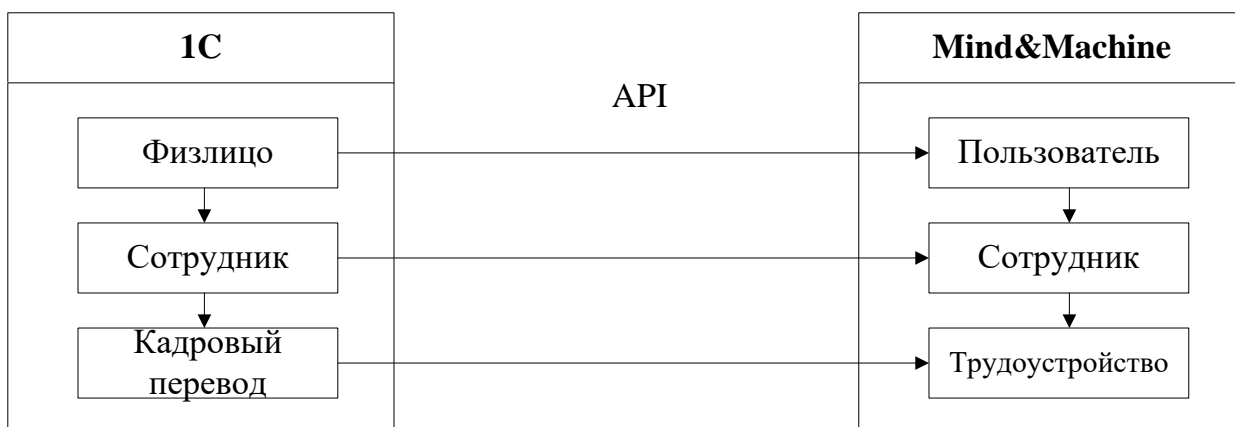 1С
Mind&Machine
API
Физлицо
Пользователь
Сотрудник
Сотрудник
Кадровый
перевод
Трудоустройство